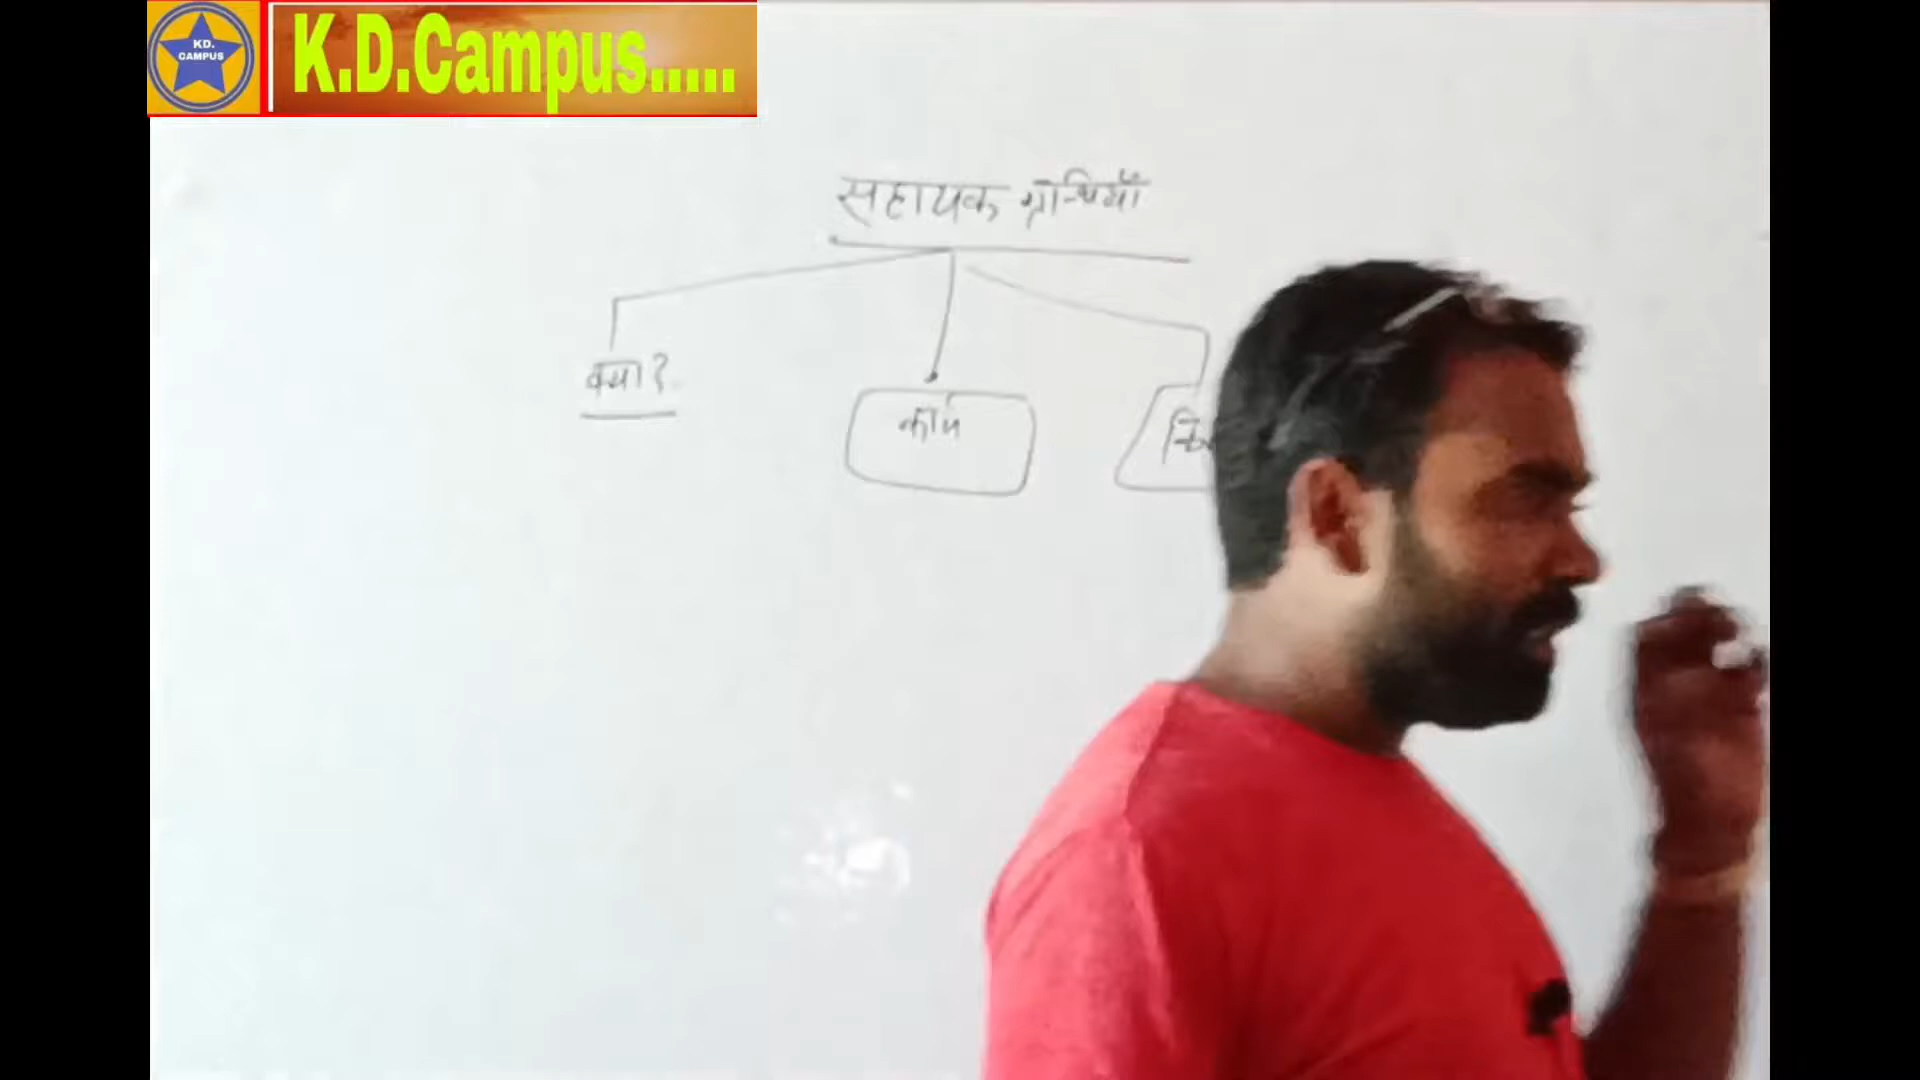 KD.
CAMPUS
K.D.Campus.....
सहायक ग्रन्थियाँ
क्या?
कार्य